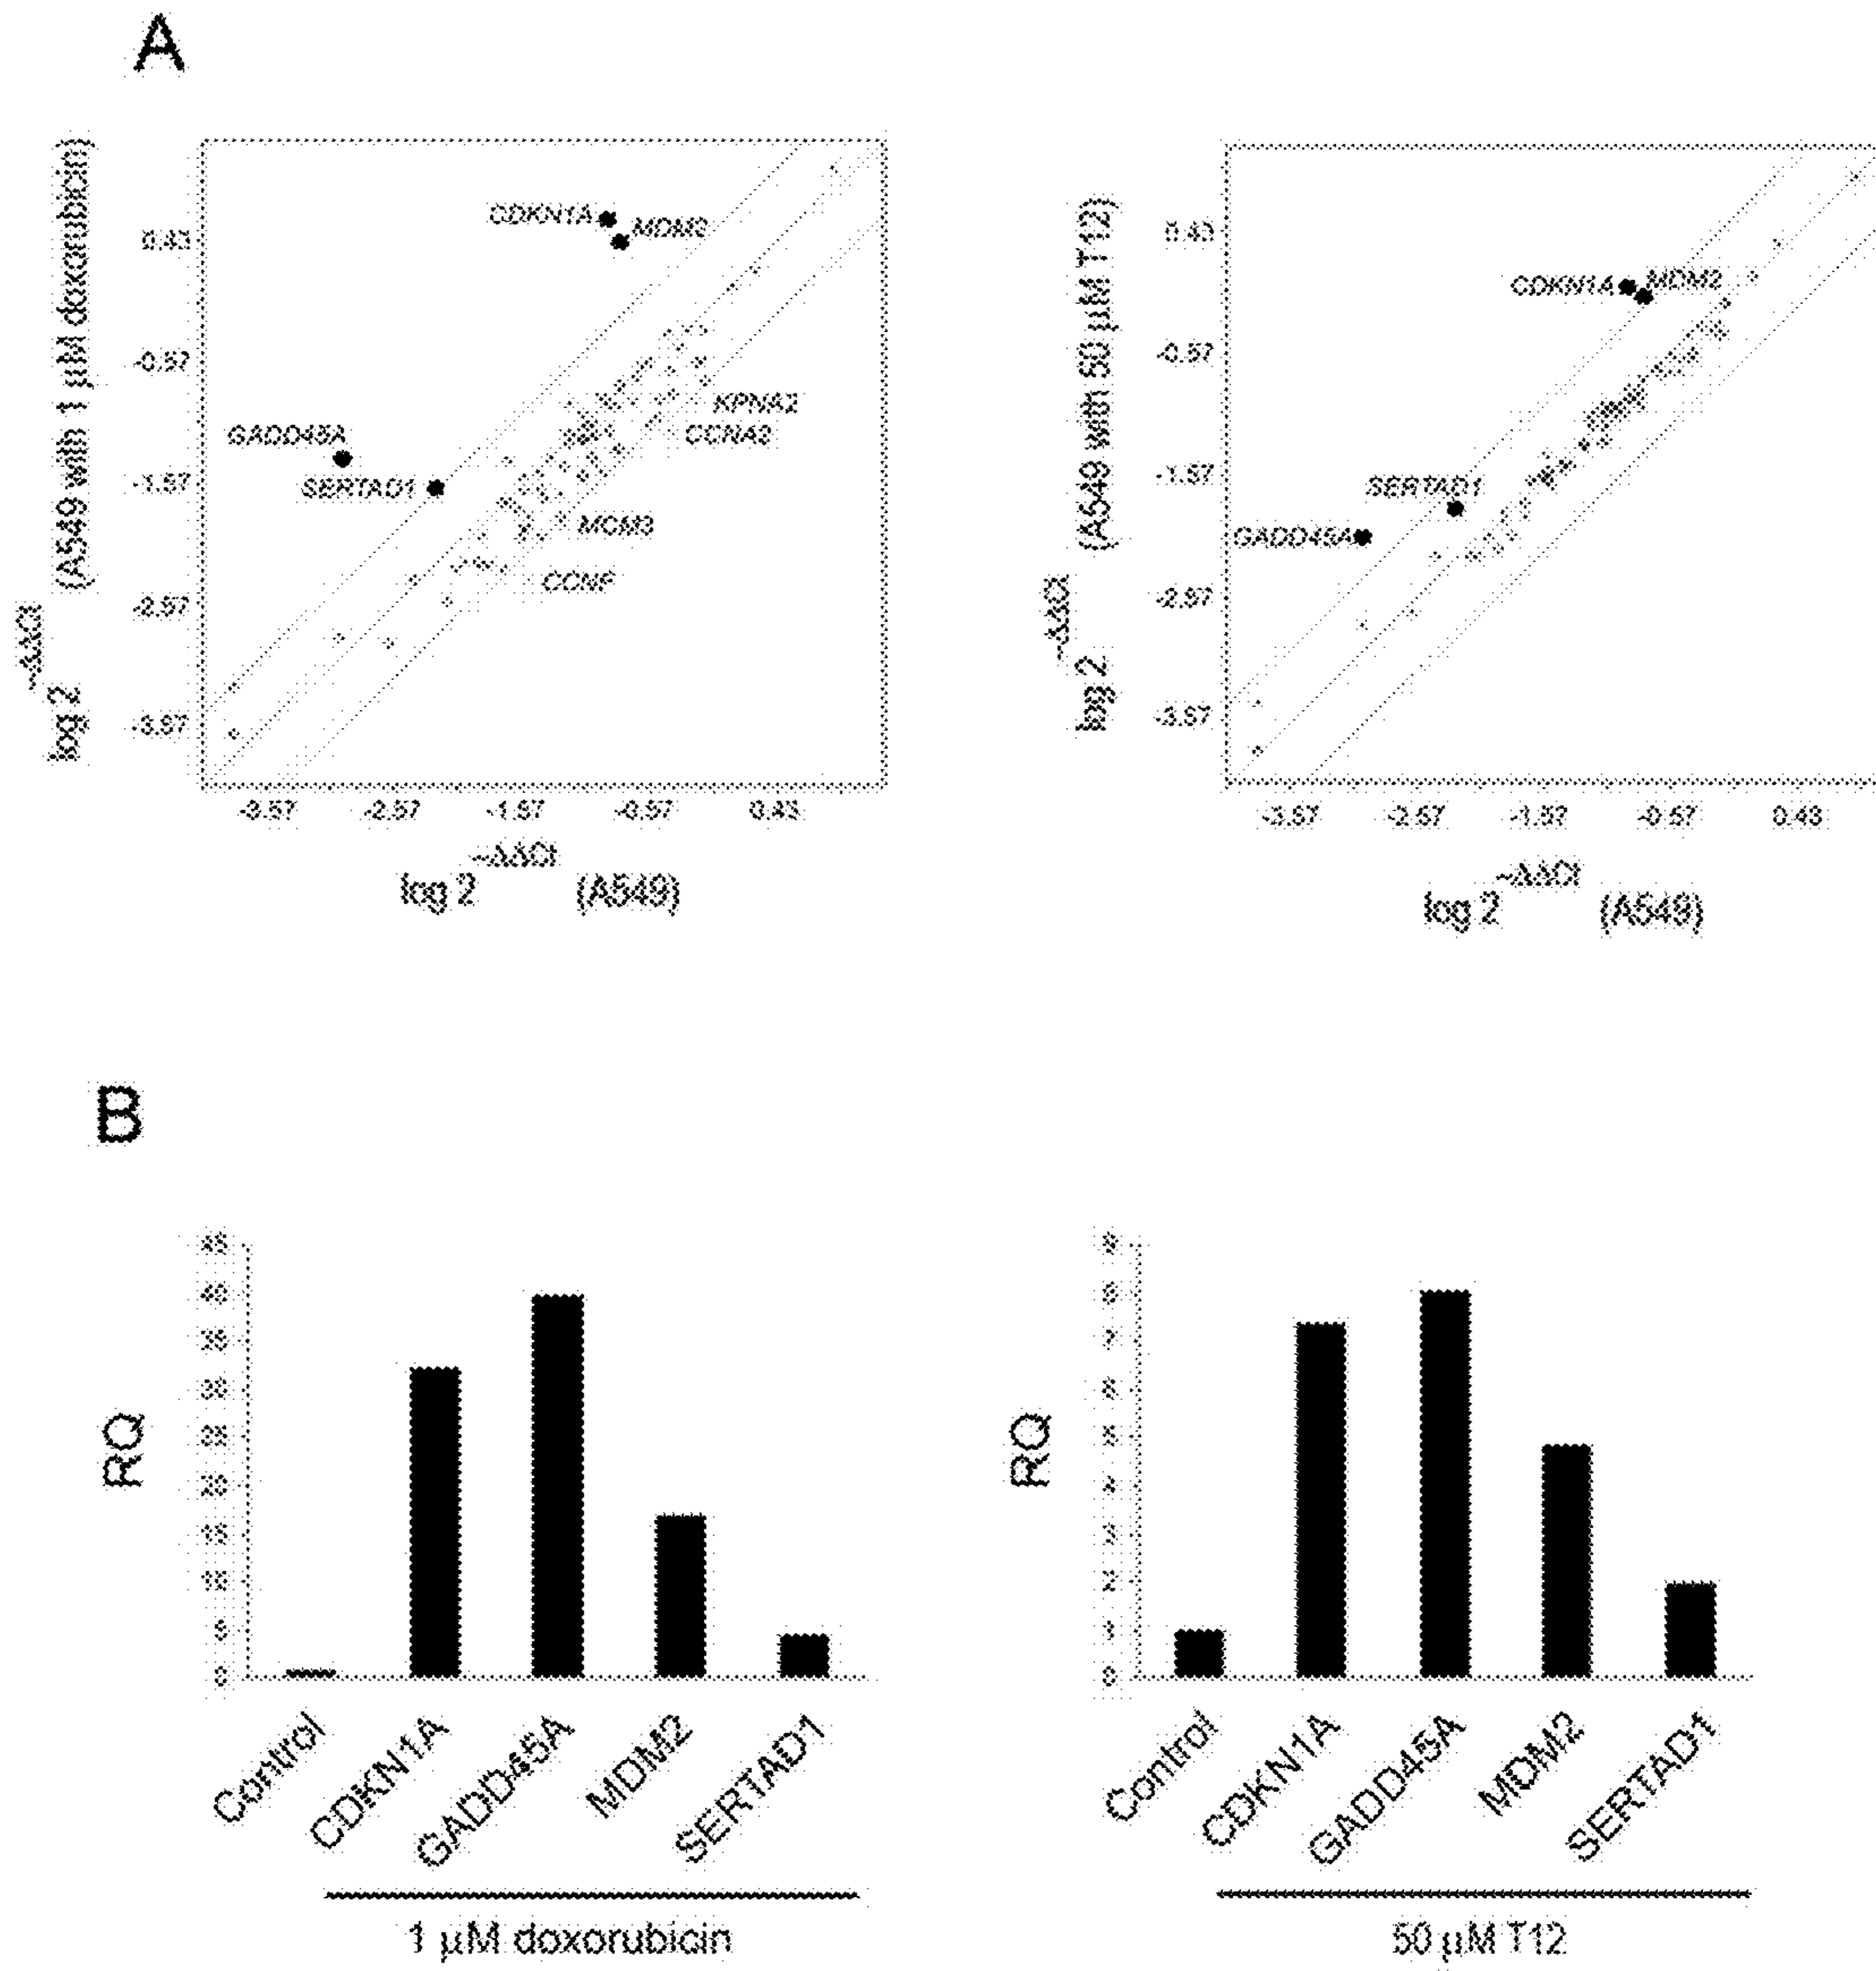 A
log 2 -ΔΔCt (A549 with 1 µM doxorubicin)
0.43
-0.57
-1.57
-2.57
-3.57
CDKN1A
MDM2
GADD45A
SERTAD1
KPNA2
CCNA2
MCM3
CCNF
-3.57 -2.57 -1.57 -0.57 0.43
log 2 -ΔΔCt (A549)
log 2 -ΔΔCt (A549 with 50 µM T12)
0.43
-0.57
-1.57
-2.57
-3.57
CDKN1A
MDM2
SERTAD1
GADD45A
-3.57 -2.57 -1.57 -0.57 0.43
log 2 -ΔΔCt (A549)
B
RQ
45
40
35
30
25
20
15
10
5
0
Control
CDKN1A
GADD45A
MDM2
SERTAD1
1 µM doxorubicin
RQ
9
8
7
6
5
4
3
2
1
0
Control
CDKN1A
GADD45A
MDM2
SERTAD1
50 µM T12